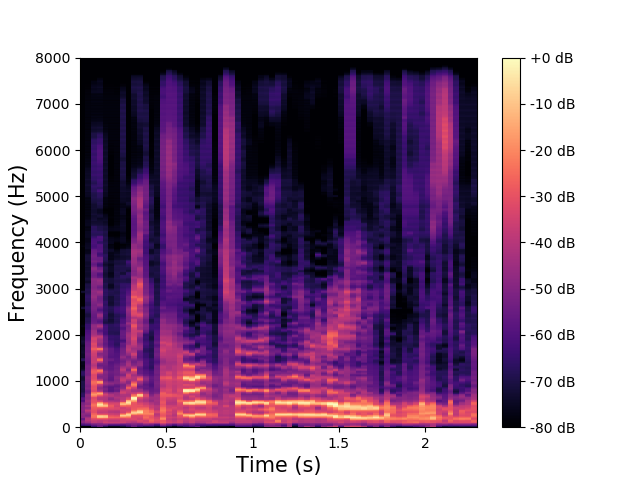 8000
7000
6000
5000
4000
3000
2000
1000
0
Frequency (Hz)
0 0.5 1 1.5 2
Time (s)
+0 dB
-10 dB
-20 dB
-30 dB
-40 dB
-50 dB
-60 dB
-70 dB
-80 dB